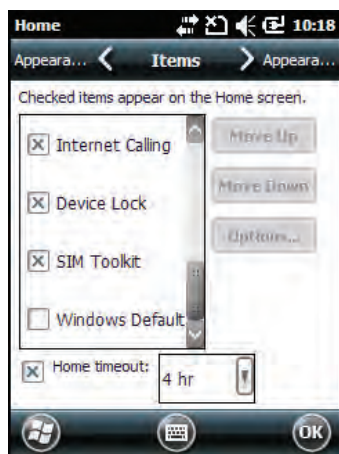 Home 10:18
Appeara... Items Appeara...
Checked items appear on the Home screen.
Internet Calling
Move Up
Device Lock
Move Down
SIM Toolkit
Options...
Windows Default
Home timeout: 4 hr
OK